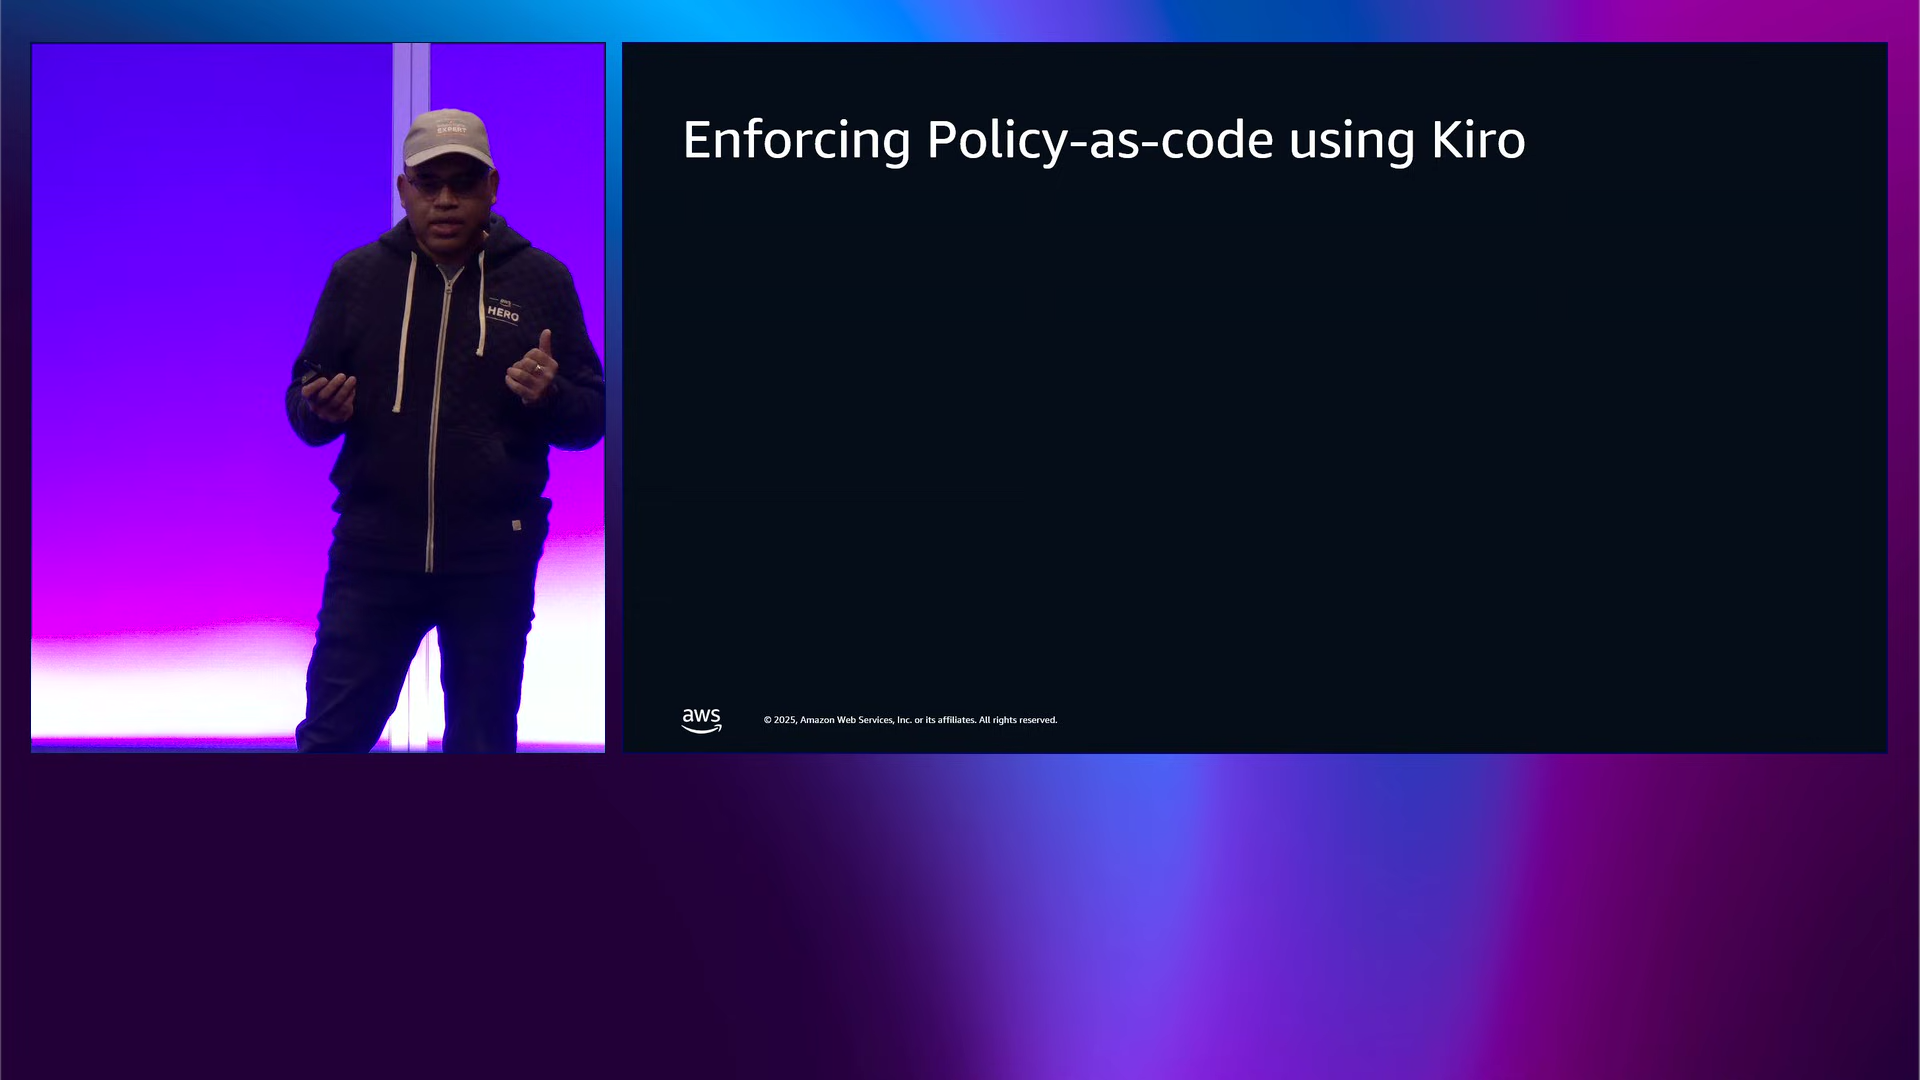 EXPERT
HERO
Enforcing Policy-as-code using Kiro
aws
© 2025, Amazon Web Services, Inc. or its affiliates. All rights reserved.